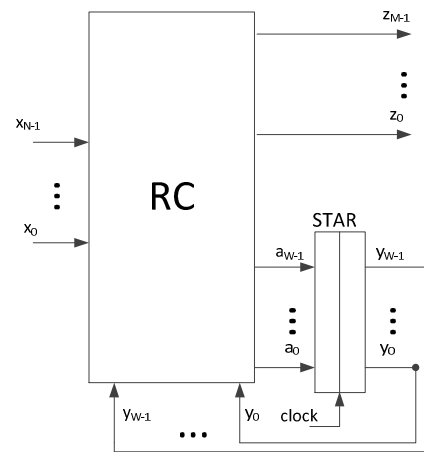 z_{M-1}
x_{N-1}
RC
z_0
x_0
STAR
a_{W-1}
y_{W-1}
a_0
y_0
y_{W-1}
y_0
clock